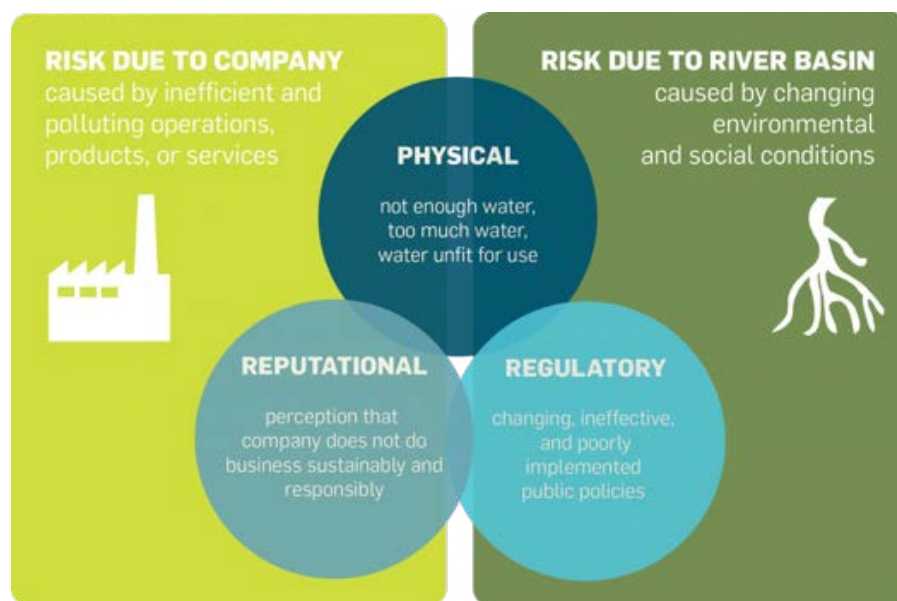 RISK DUE TO COMPANY
caused by inefficient and
polluting operations,
products, or services
RISK DUE TO RIVER BASIN
caused by changing
environmental
and social conditions
PHYSICAL
not enough water,
too much water,
water unfit for use
REPUTATIONAL
perception that
company does not do
business sustainably and
responsibly
REGULATORY
changing, ineffective,
and poorly
implemented
public policies